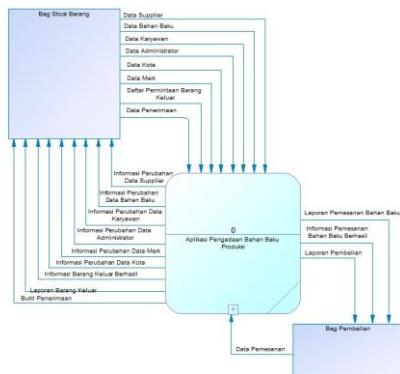 Bag Stock Barang
Data Supplier
Data Bahan Baku
Data Karyawan
Data Administrator
Data Kota
Data Merk
Daftar Permintaan Barang
Keluar
Data Penerimaan
Informasi Perubahan
Data Supplier
Informasi Perubahan
Data Bahan Baku
Informasi Perubahan Data
Karyawan
Informasi Perubahan Data
Administrator
Informasi Perubahan Data Merk
Informasi Perubahan Data Kota
Informasi Barang Keluar Berhasil
Laporan Barang Keluar
Bukti Penerimaan
0
Aplikasi Pengadaan Bahan Baku
Produksi
Laporan Pemesanan Bahan Baku
Informasi Pemesanan
Bahan Baku Berhasil
Laporan Pembelian
Data Pemesanan
Bag Pembelian